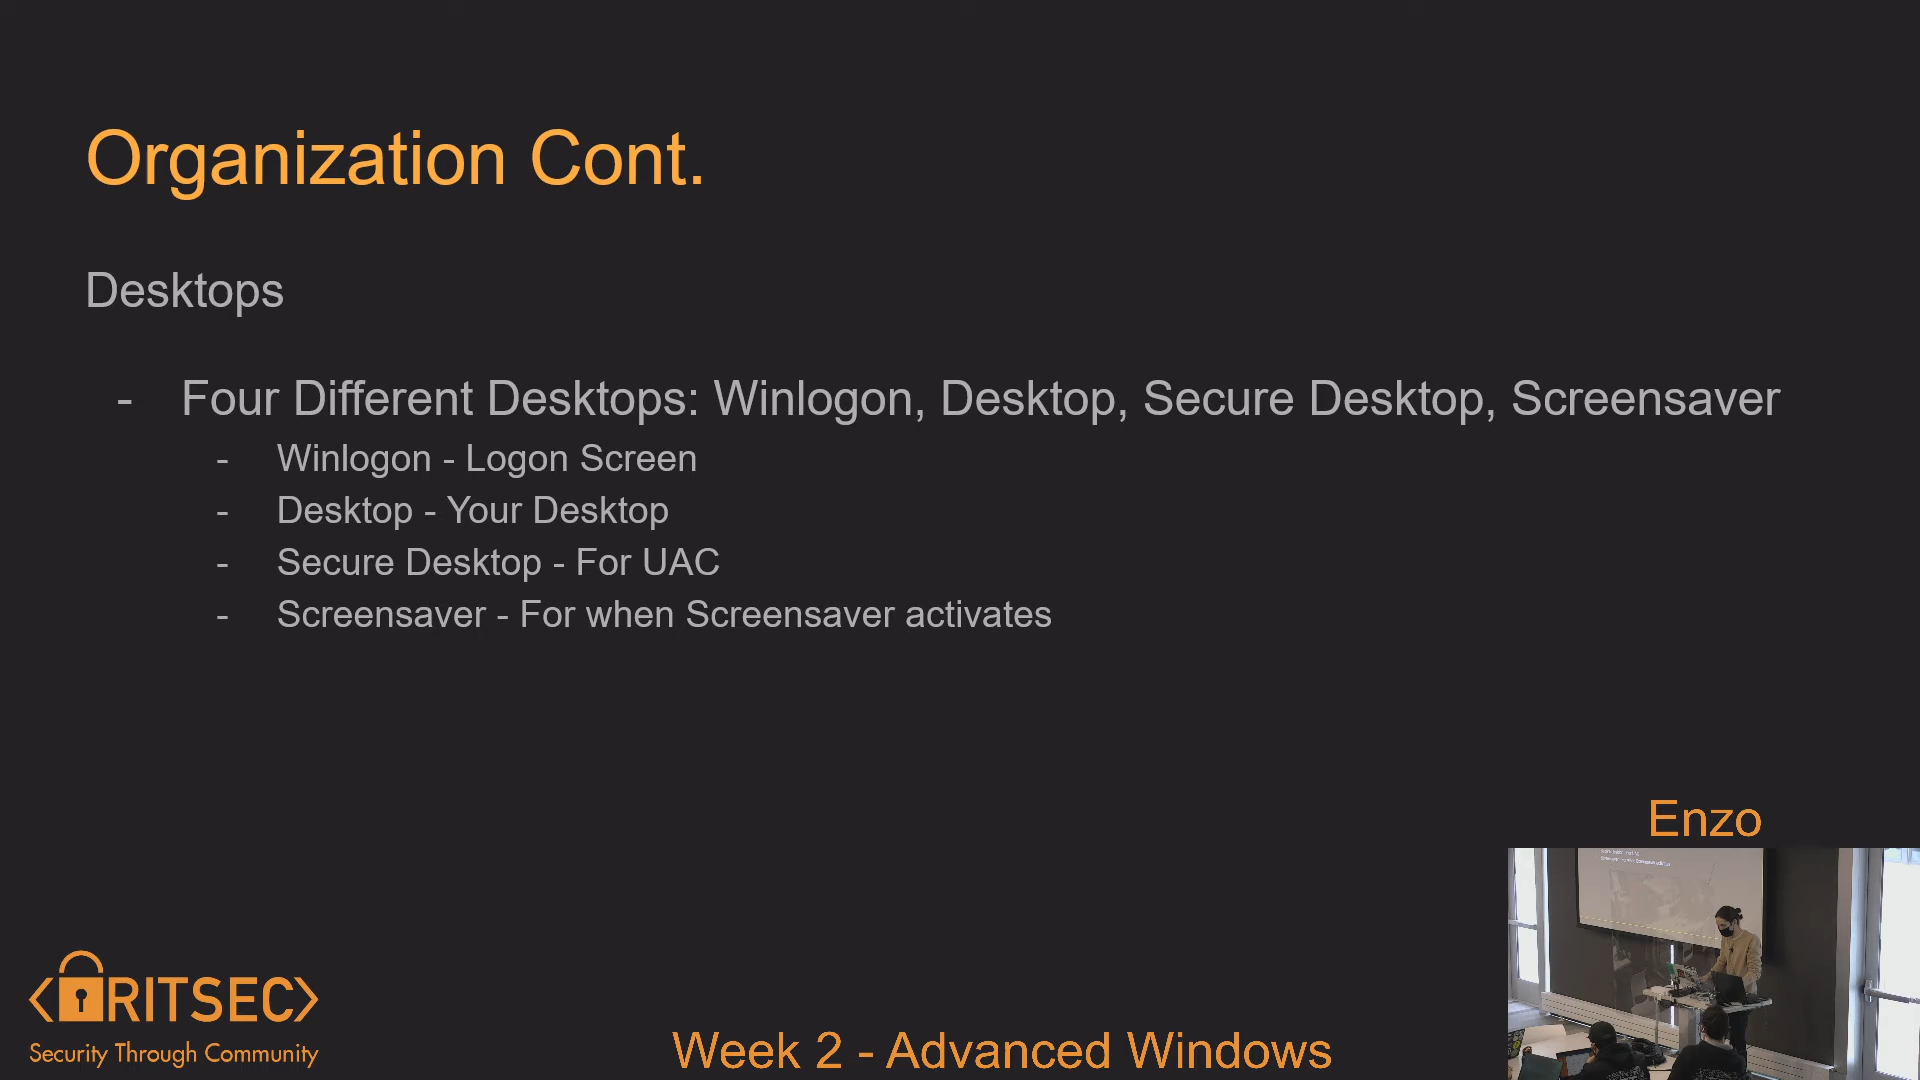 Organization Cont.
Desktops
- Four Different Desktops: Winlogon, Desktop, Secure Desktop, Screensaver
- Winlogon - Logon Screen
- Desktop - Your Desktop
- Secure Desktop - For UAC
- Screensaver - For when Screensaver activates
Enzo
<RITSEC>
Security Through Community
Week 2 - Advanced Windows